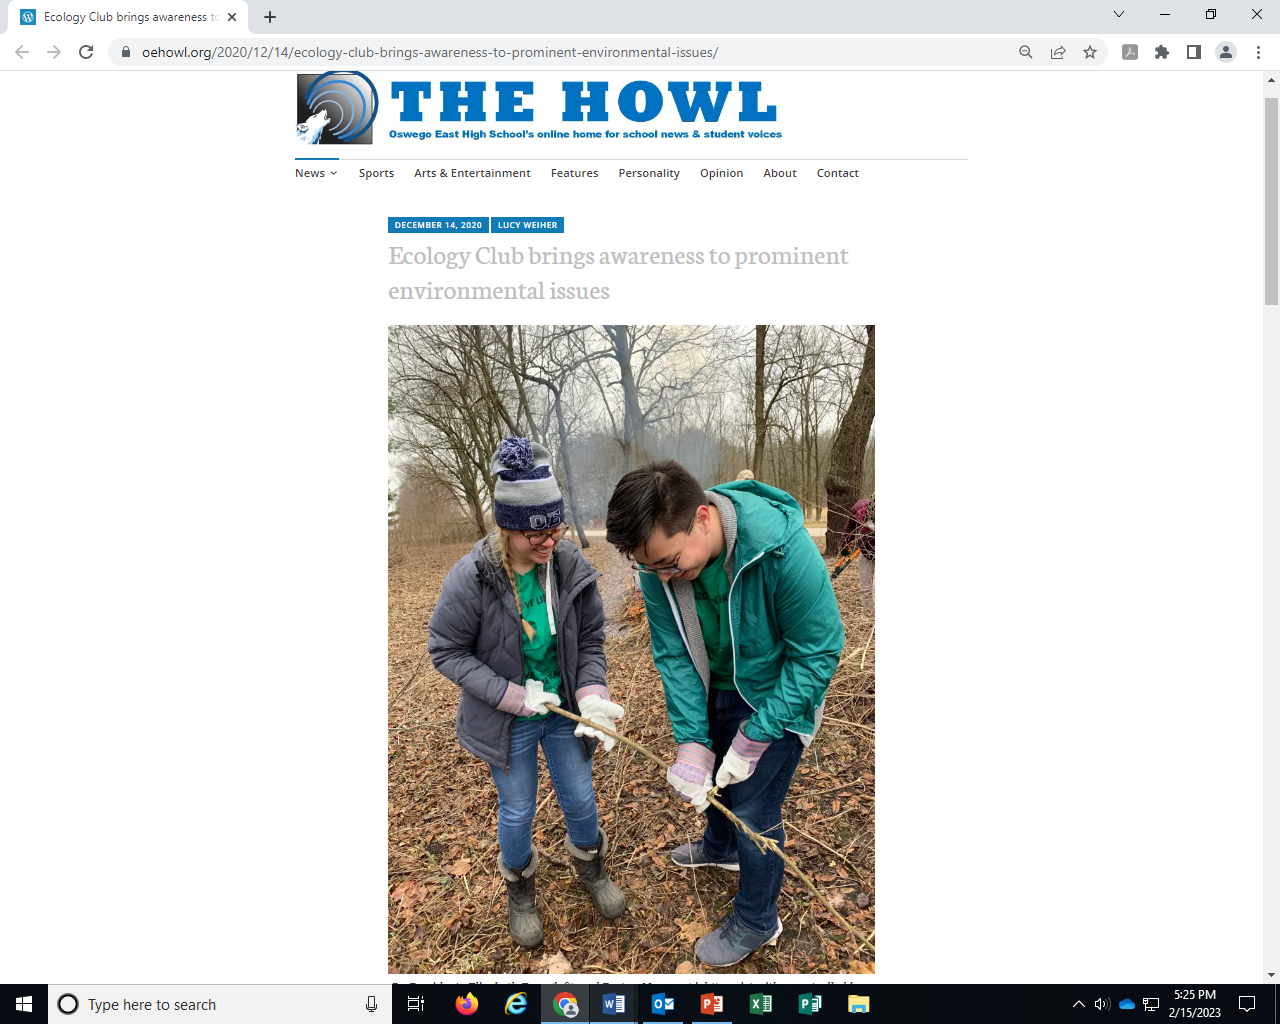 Ecology Club brings awareness to
oehowl.org/2020/12/14/ecology-club-brings-awareness-to-prominent-environmental-issues/
THE HOWL
Oswego East High School's online home for school news & student voices
News Sports Arts & Entertainment Features Personality Opinion About Contact
DECEMBER 14, 2020 LUCY WEIHER
Ecology Club brings awareness to prominent
environmental issues
OE
Type here to search
5:25 PM
2/15/2023